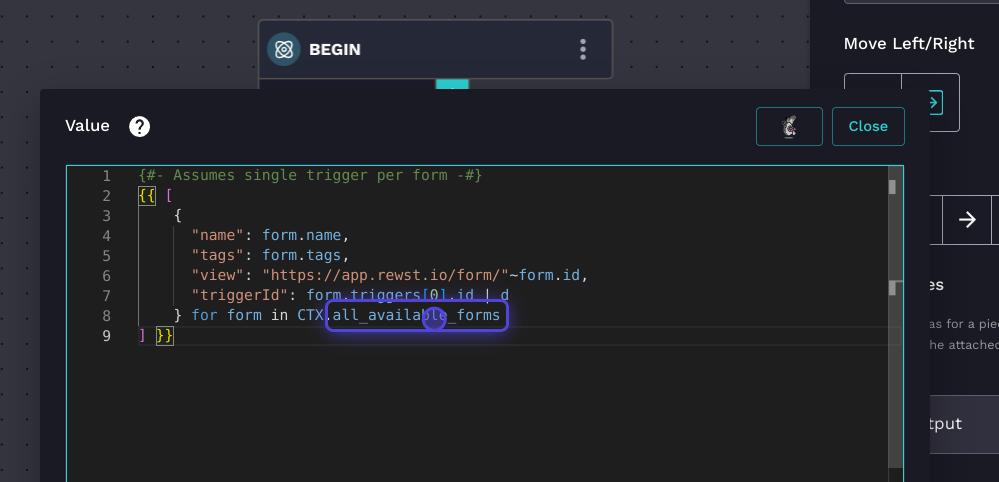 BEGIN
Move Left/Right
Value ?
Close
1 {#- Assumes single trigger per form -#}
2 {{ [
3 {
4 "name": form.name,
5 "tags": form.tags,
6 "view": "https://app.rewst.io/form/"~form.id,
7 "triggerId": form.triggers[0].id | d
8 } for form in CTX.all_available_forms
9 ] }}
es
as for a pie
he attached
tput